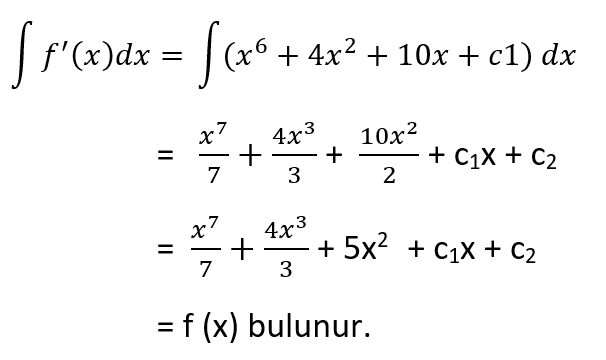 ∫ f′(x)dx = ∫(x⁶ + 4x² + 10x + c1) dx
= x⁷/7 + 4x³/3 + 10x²/2 + c₁x + c₂
= x⁷/7 + 4x³/3 + 5x² + c₁x + c₂
= f (x) bulunur.